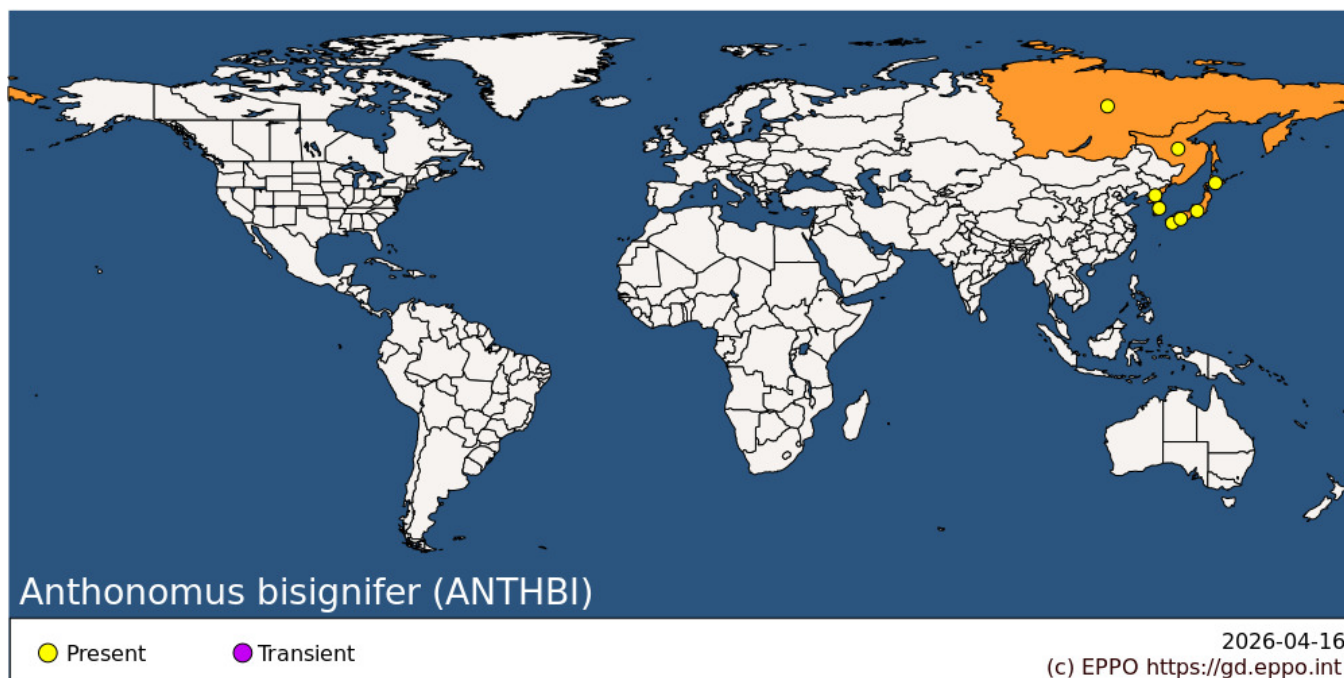 Anthonomus bisignifer (ANTHBI)
Present
Transient
2026-04-16
(c) EPPO https://gd.eppo.int